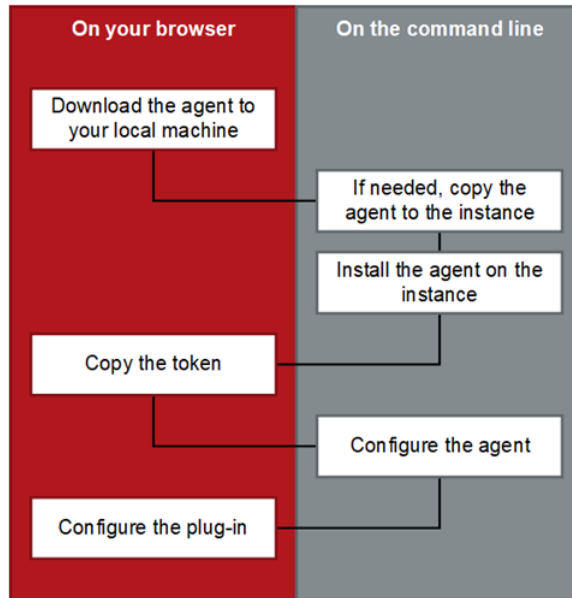 On your browser
On the command line
Download the agent to
your local machine
If needed, copy the
agent to the instance
Install the agent on the
instance
Copy the token
Configure the agent
Configure the plug-in